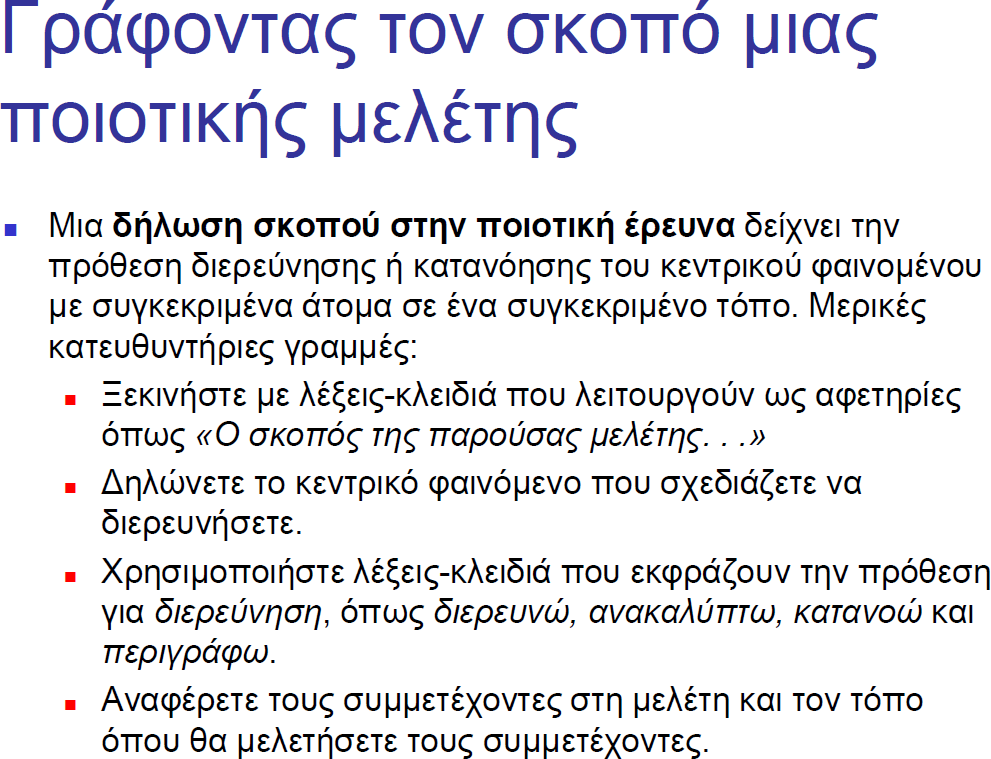 Γράφοντας τον σκοπό μιας
ποιοτικής μελέτης
Μια δήλωση σκοπού στην ποιοτική έρευνα δείχνει την
πρόθεση διερεύνησης ή κατανόησης του κεντρικού φαινομένου
με συγκεκριμένα άτομα σε ένα συγκεκριμένο τόπο. Μερικές
κατευθυντήριες γραμμές:
Ξεκινήστε με λέξεις-κλειδιά που λειτουργούν ως αφετηρίες
όπως «Ο σκοπός της παρούσας μελέτης. . .»
Δηλώνετε το κεντρικό φαινόμενο που σχεδιάζετε να
διερευνήσετε.
Χρησιμοποιήστε λέξεις-κλειδιά που εκφράζουν την πρόθεση
για διερεύνηση, όπως διερευνώ, ανακαλύπτω, κατανοώ και
περιγράφω.
Αναφέρετε τους συμμετέχοντες στη μελέτη και τον τόπο
όπου θα μελετήσετε τους συμμετέχοντες.